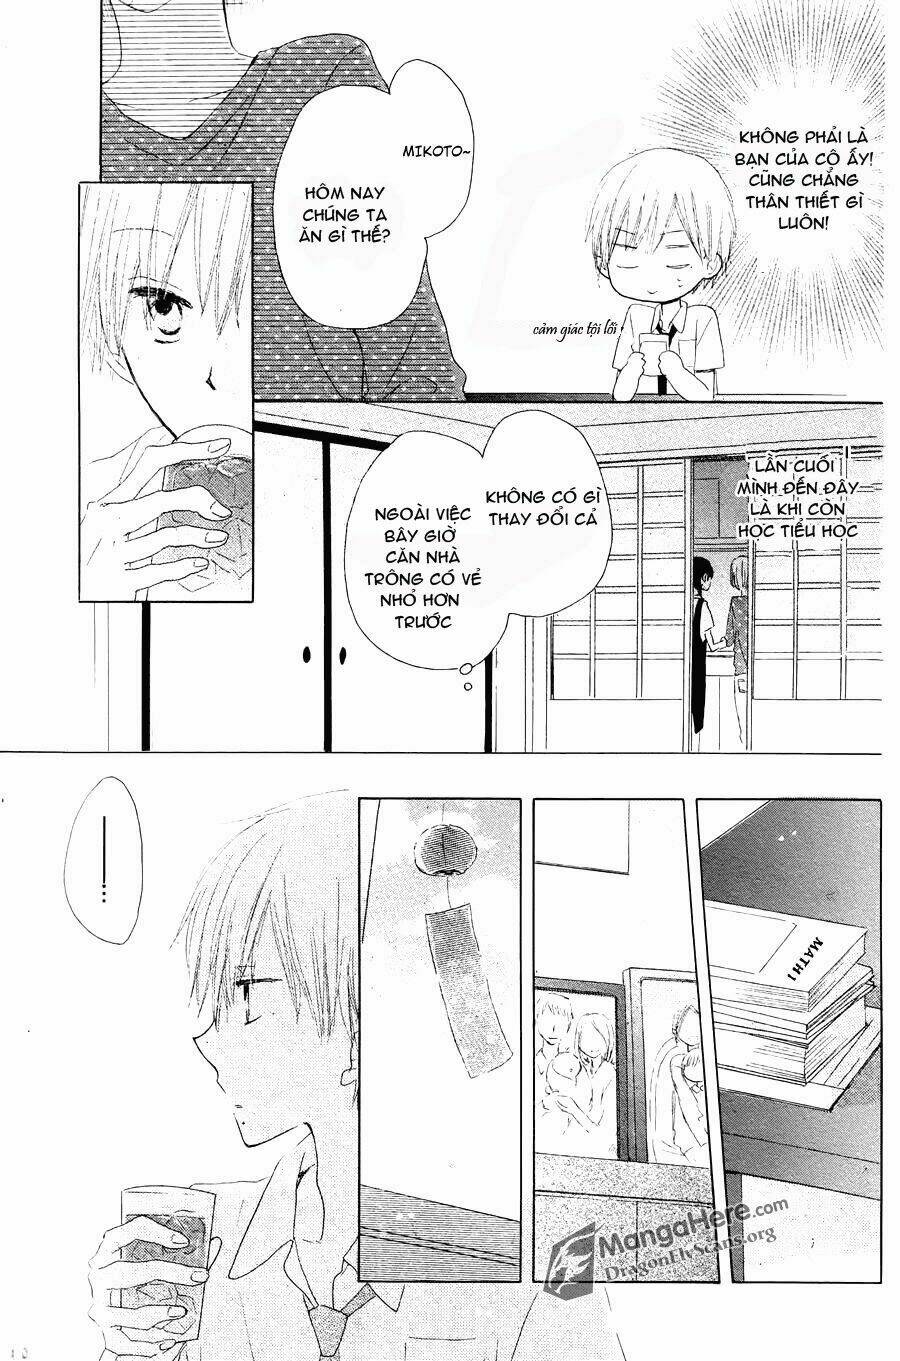 KHÔNG PHẢI LÀ
BẠN CỦA CÔ ẤY!
CŨNG CHẲNG
THÂN THIẾT GÌ
LUÔN!
cảm giác tội lỗi
MIKOTO~
HÔM NAY
CHÚNG TA
ĂN GÌ THẾ?
LẦN CUỐI
MÌNH ĐẾN ĐÂY
LÀ KHI CÒN
HỌC TIỂU HỌC
KHÔNG CÓ GÌ
THAY ĐỔI CẢ
NGOÀI VIỆC
BÂY GIỜ
CĂN NHÀ
TRÔNG CÓ VẺ
NHỎ HƠN
TRƯỚC
MATH1
MangaHere.com
DragonFlyScans.org